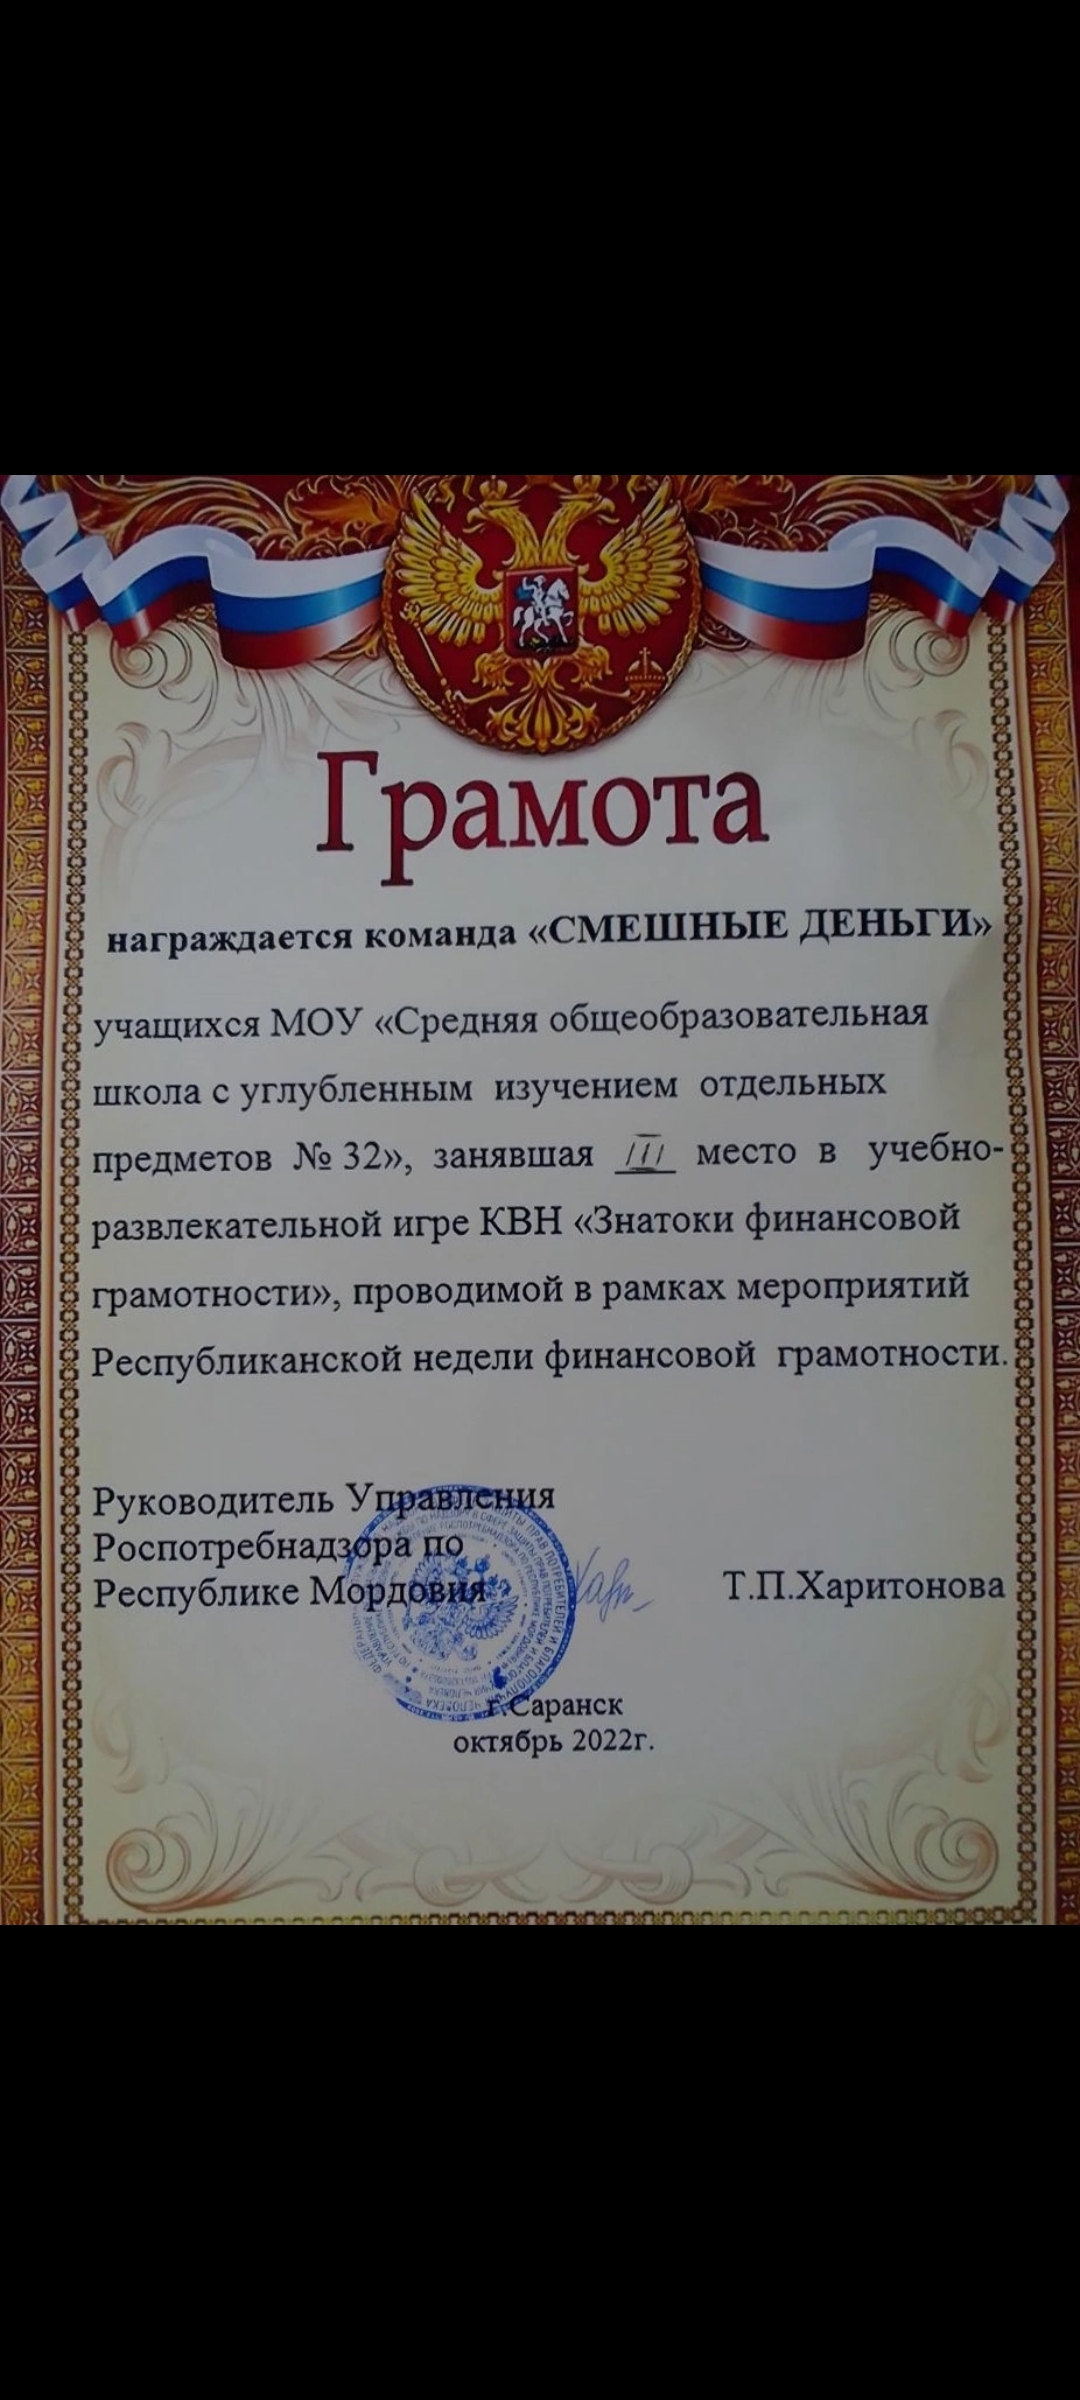 Грамота
награждается команда «СМЕШНЫЕ ДЕНЬГИ»
учащихся МОУ «Средняя общеобразовательная
школа с углубленным изучением отдельных
предметов № 32», занявшая III место в учебно-
развлекательной игре КВН «Знатоки финансовой
грамотности», проводимой в рамках мероприятий
Республиканской недели финансовой грамотности.
Руководитель Управления
Роспотребнадзора по
Республике Мордовия
Т.П.Харитонова
г.Саранск
октябрь 2022г.